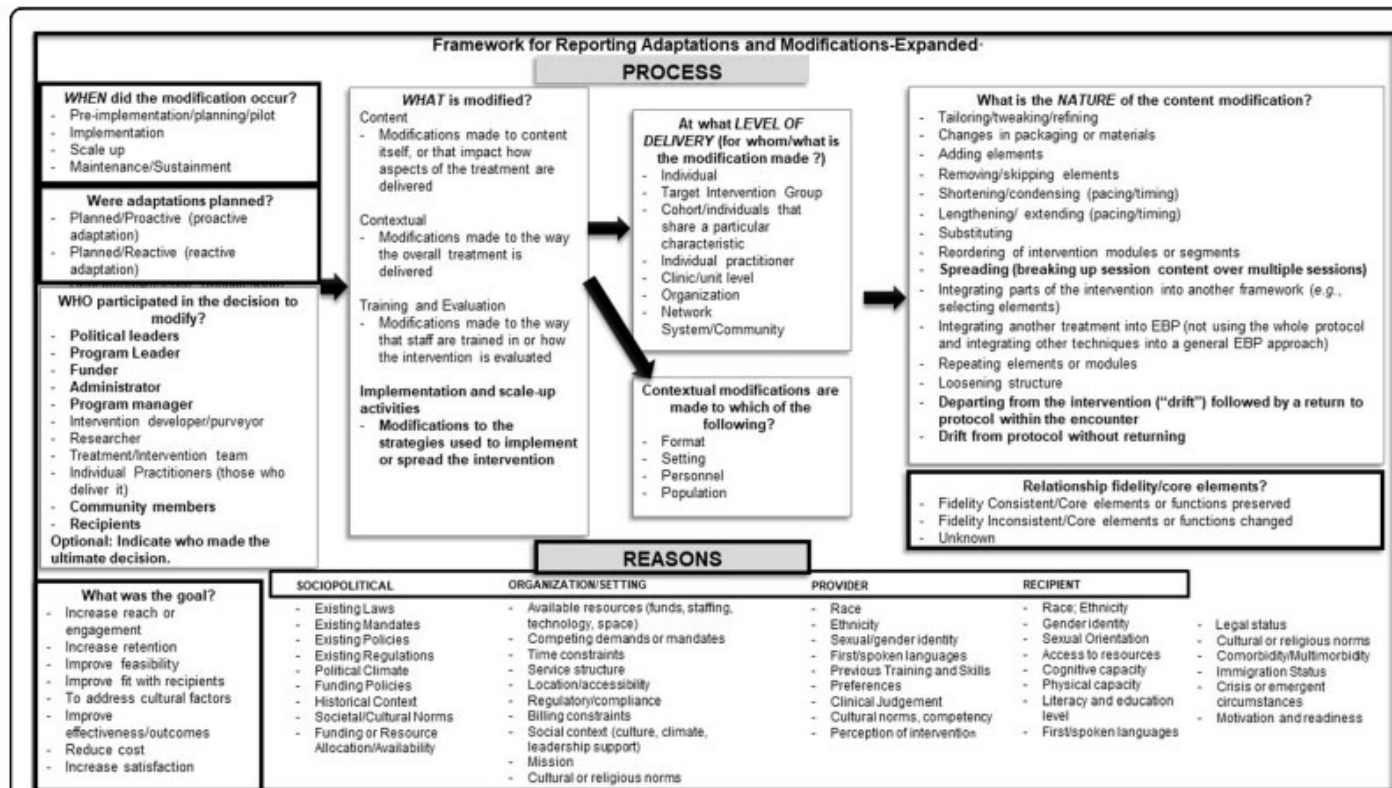 Framework for Reporting Adaptations and Modifications-Expanded
PROCESS
WHEN did the modification occur?
- Pre-implementation/planning/pilot
- Implementation
- Scale up
- Maintenance/Sustainment
Were adaptations planned?
- Planned/Proactive (proactive
adaptation)
- Planned/Reactive (reactive
adaptation)
WHO participated in the decision to
modify?
- Political leaders
- Program Leader
- Funder
- Administrator
- Program manager
- Intervention developer/purveyor
- Researcher
- Treatment/Intervention team
- Individual Practitioners (those who
deliver it)
- Community members
- Recipients
Optional: Indicate who made the
ultimate decision.
WHAT is modified?
Content
- Modifications made to content
itself, or that impact how
aspects of the treatment are
delivered
Contextual
- Modifications made to the way
the overall treatment is
delivered
Training and Evaluation
- Modifications made to the way
that staff are trained in or how
the intervention is evaluated
Implementation and scale-up
activities
- Modifications to the
strategies used to implement
or spread the intervention
At what LEVEL OF
DELIVERY (for whom/what is
the modification made ?)
- Individual
- Target Intervention Group
- Cohort/individuals that
share a particular
characteristic
- Individual practitioner
- Clinic/unit level
- Organization
- Network
System/Community
Contextual modifications are
made to which of the
following?
- Format
- Setting
- Personnel
- Population
What is the NATURE of the content modification?
- Tailoring/tweaking/refining
- Changes in packaging or materials
- Adding elements
- Removing/skipping elements
- Shortening/condensing (pacing/timing)
- Lengthening/ extending (pacing/timing)
- Substituting
- Reordering of intervention modules or segments
- Spreading (breaking up session content over multiple sessions)
- Integrating parts of the intervention into another framework (e.g.,
selecting elements)
- Integrating another treatment into EBP (not using the whole protocol
and integrating other techniques into a general EBP approach)
- Repeating elements or modules
- Loosening structure
- Departing from the intervention (“drift”) followed by a return to
protocol within the encounter
- Drift from protocol without returning
Relationship fidelity/core elements?
- Fidelity Consistent/Core elements or functions preserved
- Fidelity Inconsistent/Core elements or functions changed
- Unknown
REASONS
What was the goal?
- Increase reach or
engagement
- Increase retention
- Improve feasibility
- Improve fit with recipients
- To address cultural factors
- Improve
effectiveness/outcomes
- Reduce cost
- Increase satisfaction
SOCIOPOLITICAL
- Existing Laws
- Existing Mandates
- Existing Policies
- Existing Regulations
- Political Climate
- Funding Policies
- Historical Context
- Societal/Cultural Norms
- Funding or Resource
Allocation/Availability
ORGANIZATION/SETTING
- Available resources (funds, staffing,
technology, space)
- Competing demands or mandates
- Time constraints
- Service structure
- Location/accessibility
- Regulatory/compliance
- Billing constraints
- Social context (culture, climate,
leadership support)
- Mission
- Cultural or religious norms
PROVIDER
- Race
- Ethnicity
- Sexual/gender identity
- First/spoken languages
- Previous Training and Skills
- Preferences
- Clinical Judgement
- Cultural norms, competency
- Perception of intervention
RECIPIENT
- Race; Ethnicity
- Gender identity
- Sexual Orientation
- Access to resources
- Cognitive capacity
- Physical capacity
- Literacy and education
level
- First/spoken languages
- Legal status
- Cultural or religious norms
- Comorbidity/Multimorbidity
- Immigration Status
- Crisis or emergent
circumstances
- Motivation and readiness